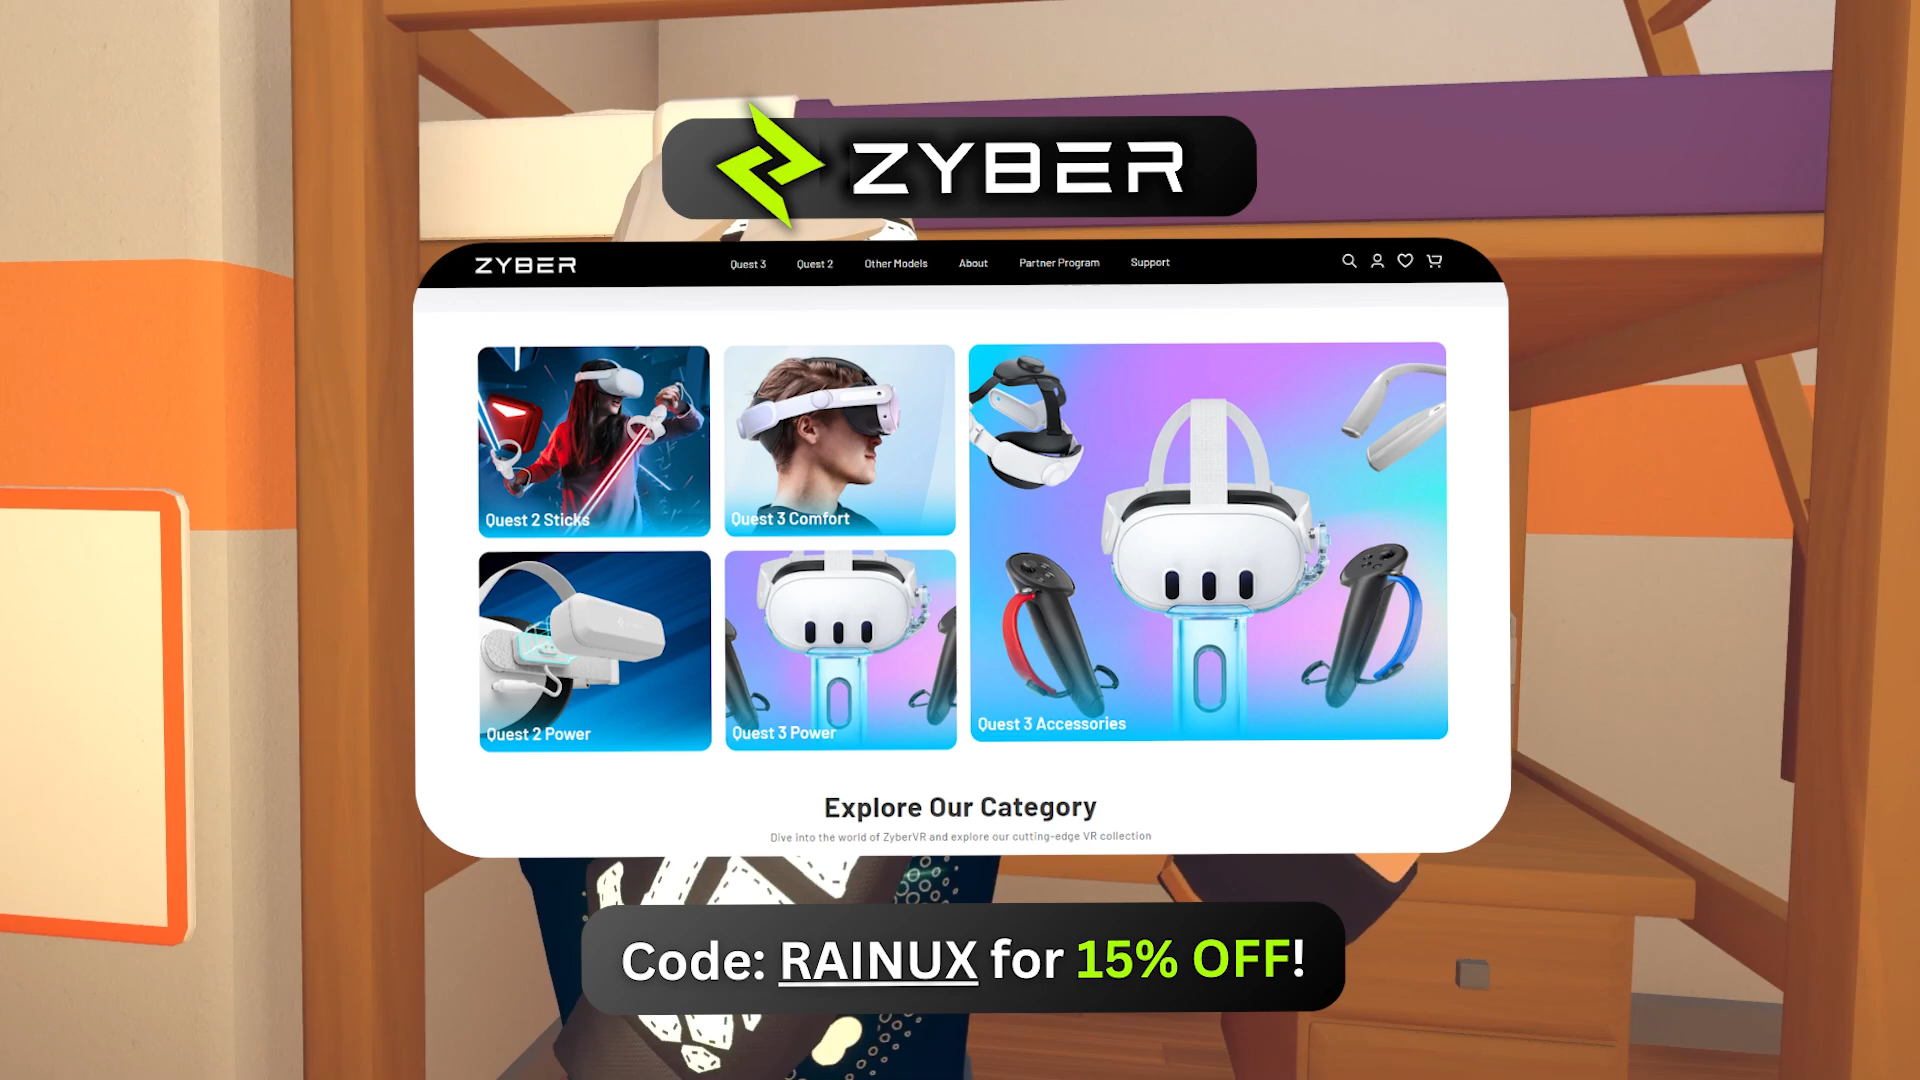 ZYBER
ZYBER
Quest 3
Quest 2
Other Models
About
Partner Program
Support
Quest 2 Sticks
Quest 3 Comfort
Quest 2 Power
Quest 3 Power
Quest 3 Accessories
Explore Our Category
Dive into the world of ZyberVR and explore our cutting-edge VR collection
Code: RAINUX for 15% OFF!